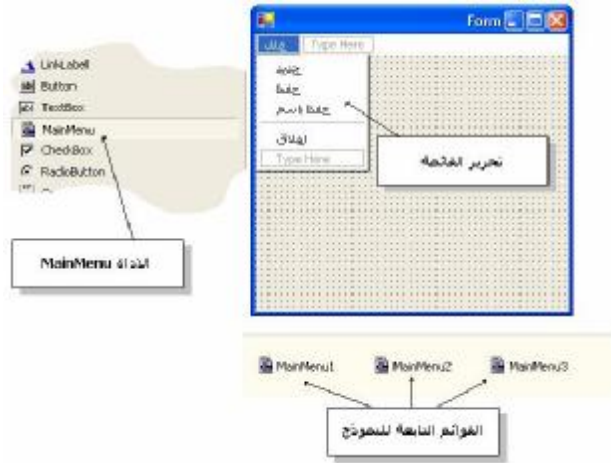 LinkLabel
Button
TextBox
MainMenu
CheckBox
RadioButton
الأداة MainMenu
Form
ملف Type Here
جديد
حفظ
حفظ باسم
إغلاق
Type Here
تحرير القائمة
MainMenu1 MainMenu2 MainMenu3
القوائم التابعة للنموذج